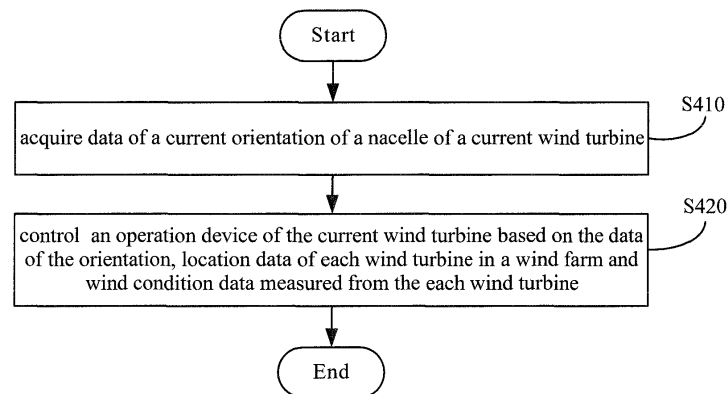 Start
S410
acquire data of a current orientation of a nacelle of a current wind turbine
S420
control an operation device of the current wind turbine based on the data
of the orientation, location data of each wind turbine in a wind farm and
wind condition data measured from the each wind turbine
End